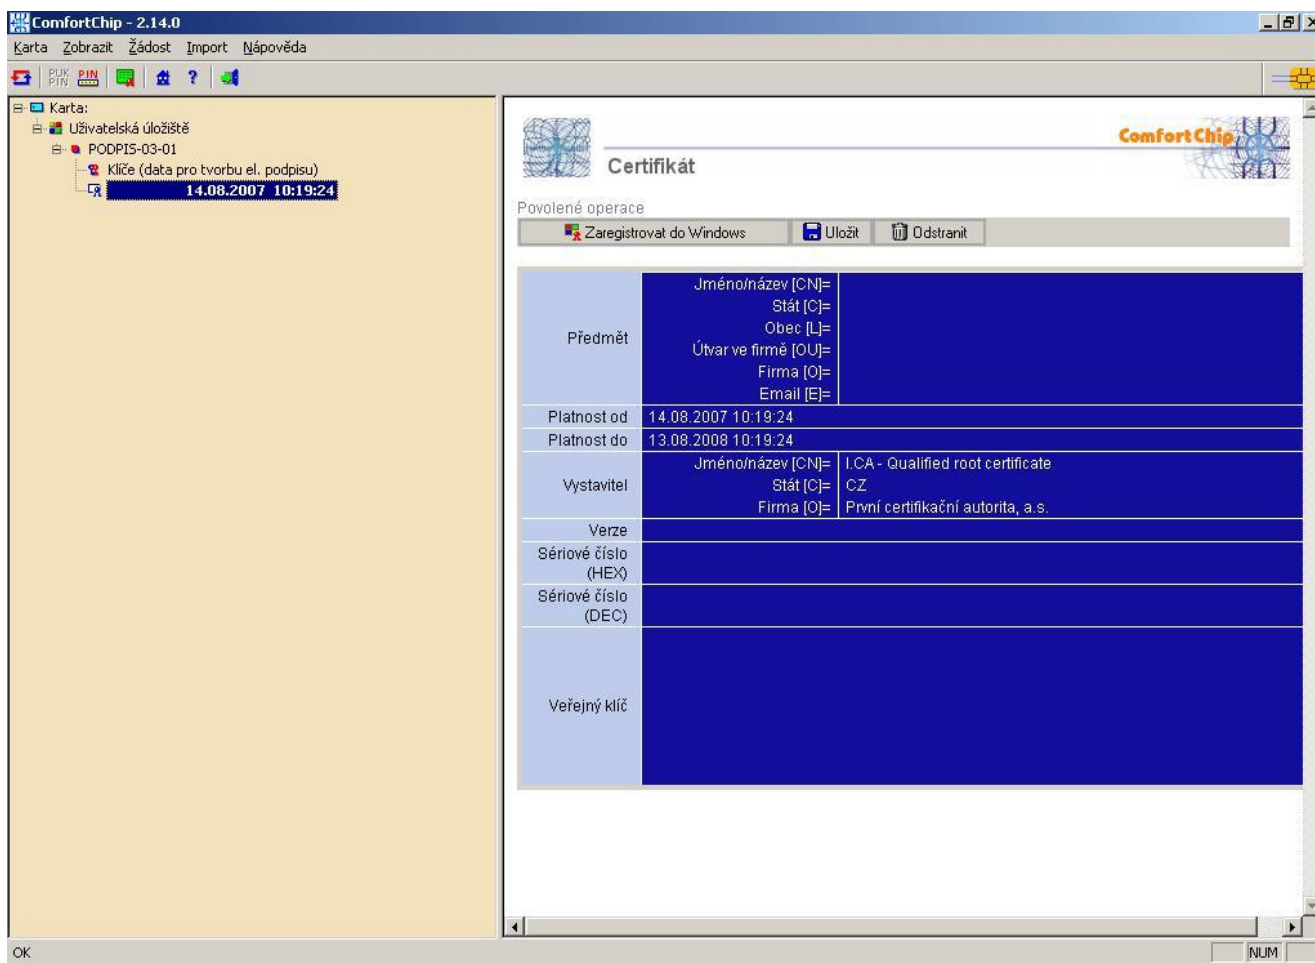 ComfortChip - 2.14.0
Karta Zobrazit Žádost Import Nápověda
PUK PIN
PIN
Karta:
Uživatelská úložiště
PODPIS-03-01
Klíče (data pro tvorbu el. podpisu)
14.08.2007 10:19:24
ComfortChip
Certifikát
Povolené operace
Zaregistrovat do Windows Uložit Odstranit
Předmět
Jméno/název [CN]=
Stát [C]=
Obec [L]=
Útvar ve firmě [OU]=
Firma [O]=
Email [E]=
Platnost od 14.08.2007 10:19:24
Platnost do 13.08.2008 10:19:24
Vystavitel
Jméno/název [CN]= I.CA - Qualified root certificate
Stát [C]= CZ
Firma [O]= První certifikační autorita, a.s.
Verze
Sériové číslo
(HEX)
Sériové číslo
(DEC)
Veřejný klíč
OK
NUM